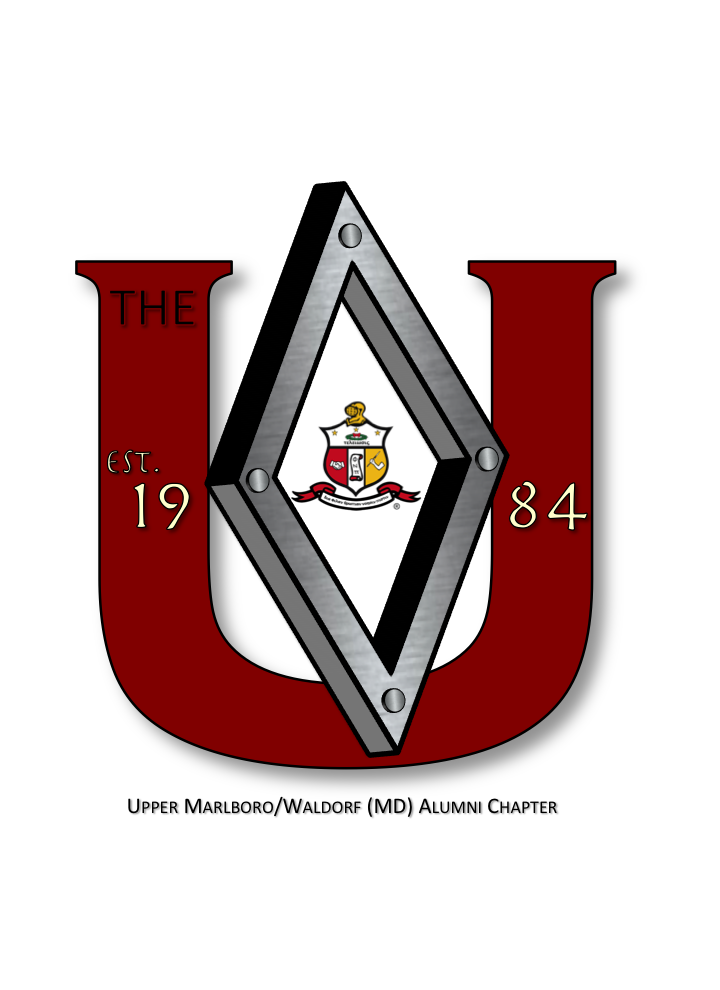 THE
U
EST.
19 84
®
UPPER MARLBORO/WALDORF (MD) ALUMNI CHAPTER